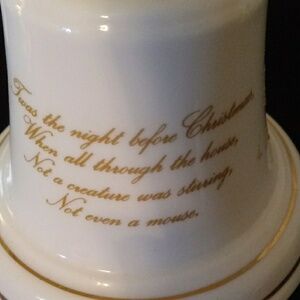 'Twas the night before Christmas,
When all through the house,
Not a creature was stirring,
Not even a mouse.